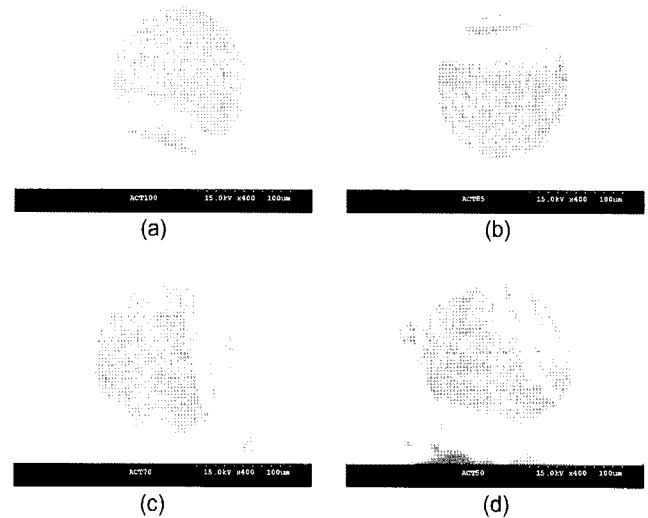 ACT100 15.0kV x400 100um
ACT85 15.0kV x400 100um
(a)
(b)
ACT70 15.0kV x400 100um
ACT50 15.0kV x400 100um
(c)
(d)